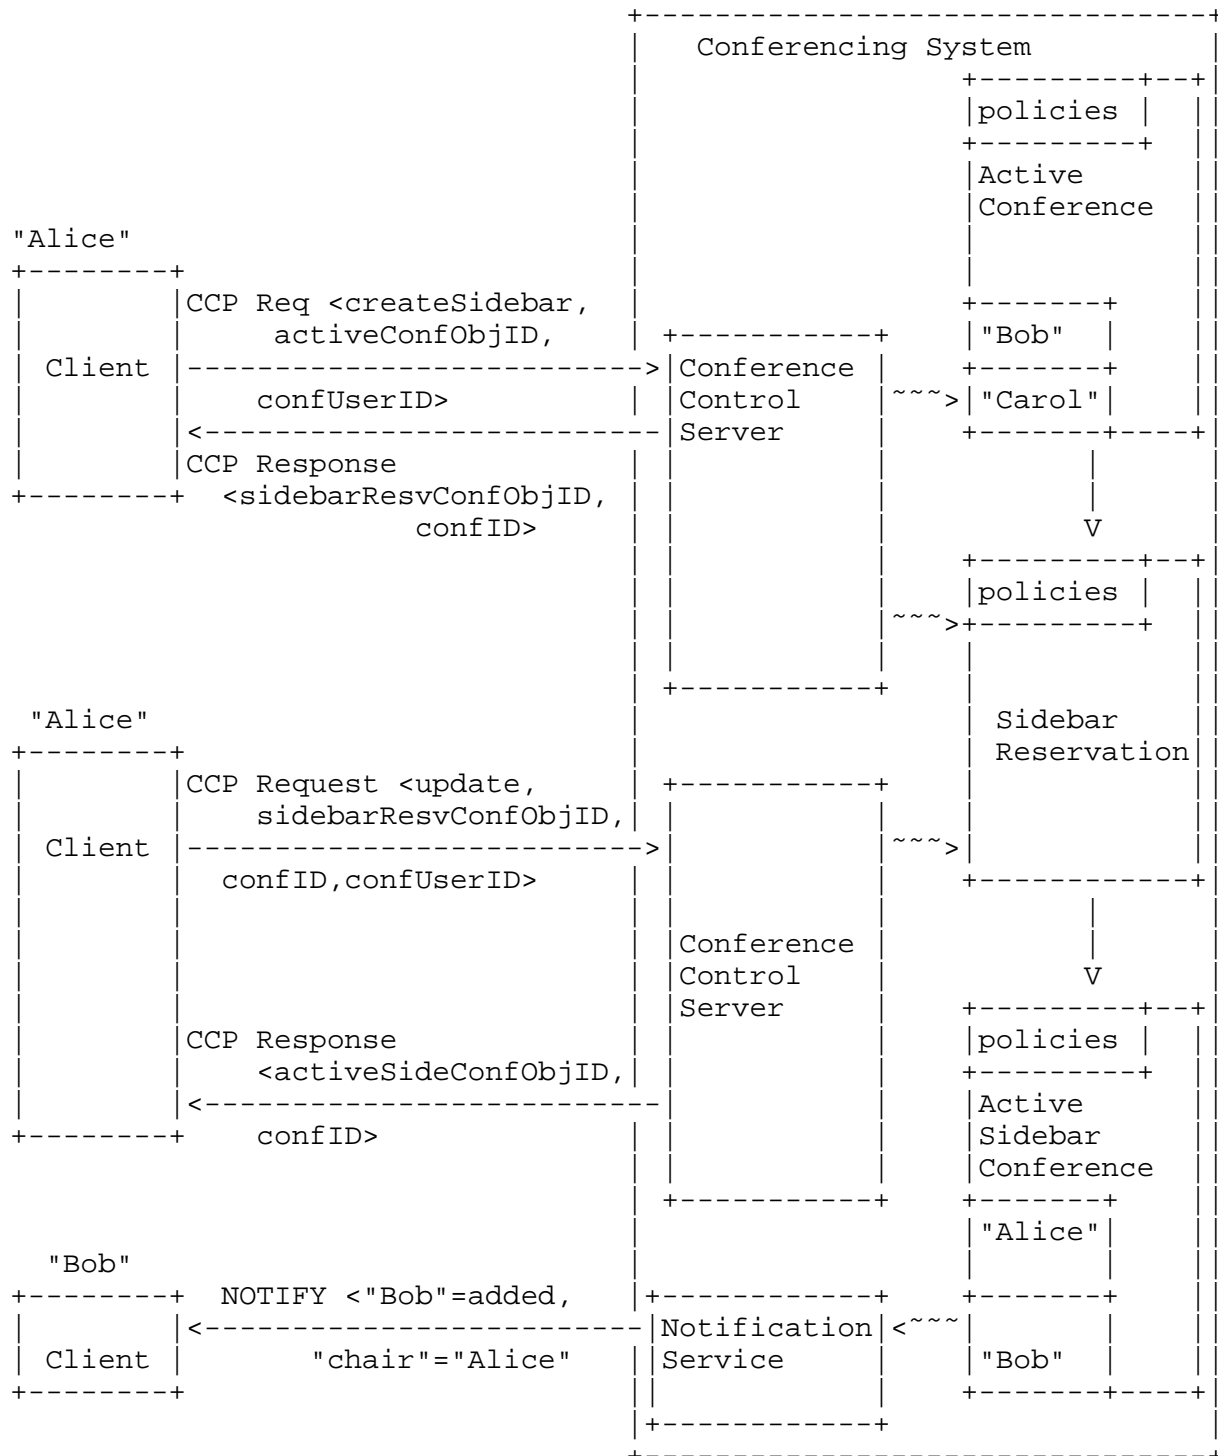 Conferencing System
policies
Active
Conference
"Alice"
CCP Req <createSidebar,
activeConfObjID,
"Bob"
Client
Conference
confUserID>
Control
~~~>
"Carol"
Server
CCP Response
<sidebarResvConfObjID,
confID>
V
policies
~~~>
"Alice"
Sidebar
Reservation
CCP Request <update,
sidebarResvConfObjID,
Client
~~~>
confID,confUserID>
Conference
Control
V
Server
CCP Response
policies
<activeSideConfObjID,
Active
confID>
Sidebar
Conference
"Alice"
"Bob"
NOTIFY <"Bob"=added,
Notification
<~~~
Client
"chair"="Alice"
Service
"Bob"